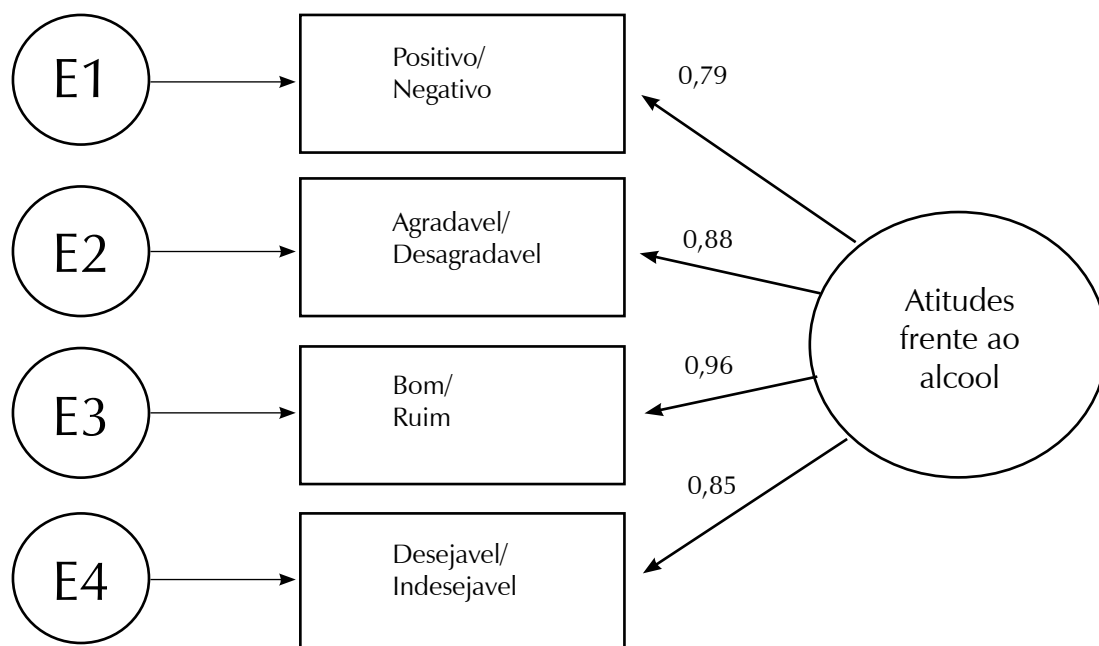 E1
Positivo/
Negativo
0,79
E2
Agradavel/
Desagradavel
0,88
Atitudes
frente ao
alcool
E3
Bom/
Ruim
0,96
E4
Desejavel/
Indesejavel
0,85